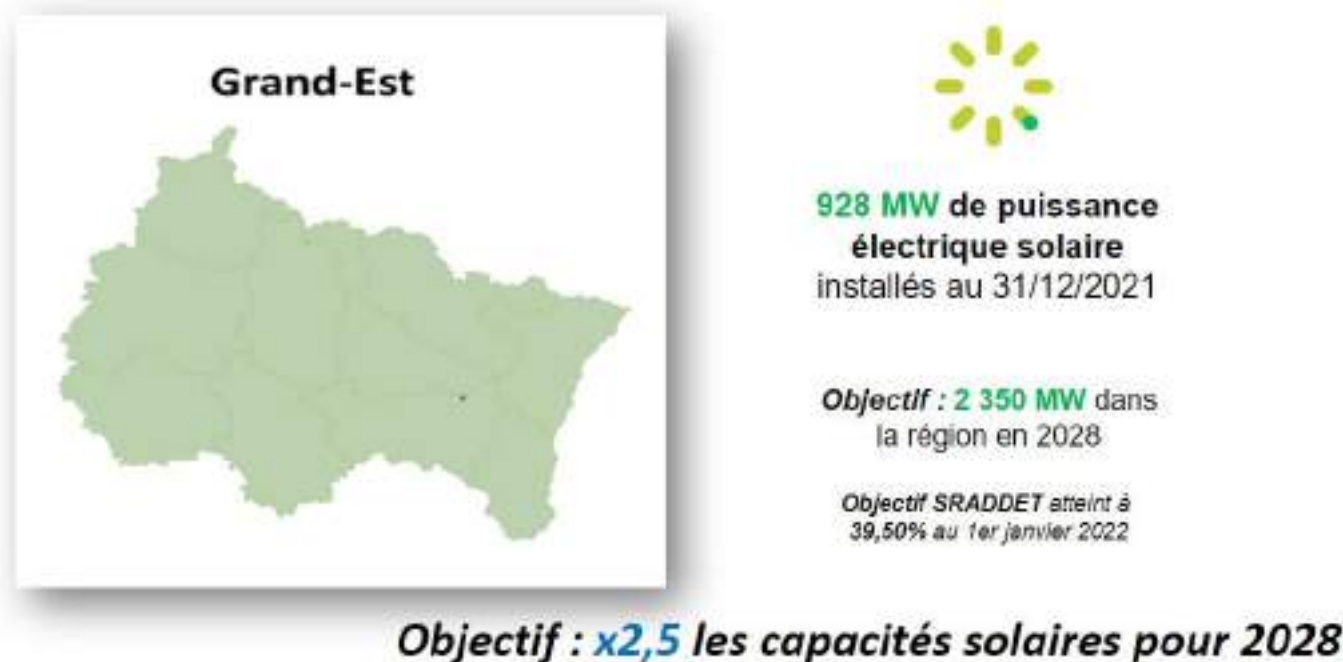 Grand-Est
928 MW de puissance
électrique solaire
installés au 31/12/2021
Objectif : 2 350 MW dans
la région en 2028
Objectif SRADDET atteint à
39,50% au 1er janvier 2022
Objectif : x2,5 les capacités solaires pour 2028